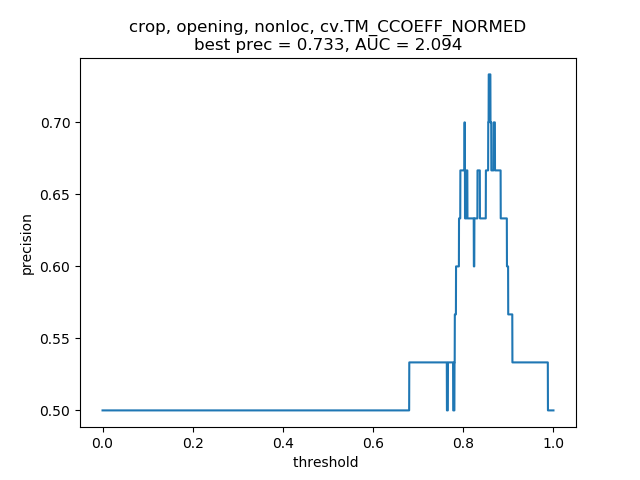 crop, opening, nonloc, cv.TM_CCOEFF_NORMED
best prec = 0.733, AUC = 2.094
precision
0.70
0.65
0.60
0.55
0.50
0.0 0.2 0.4 0.6 0.8 1.0
threshold